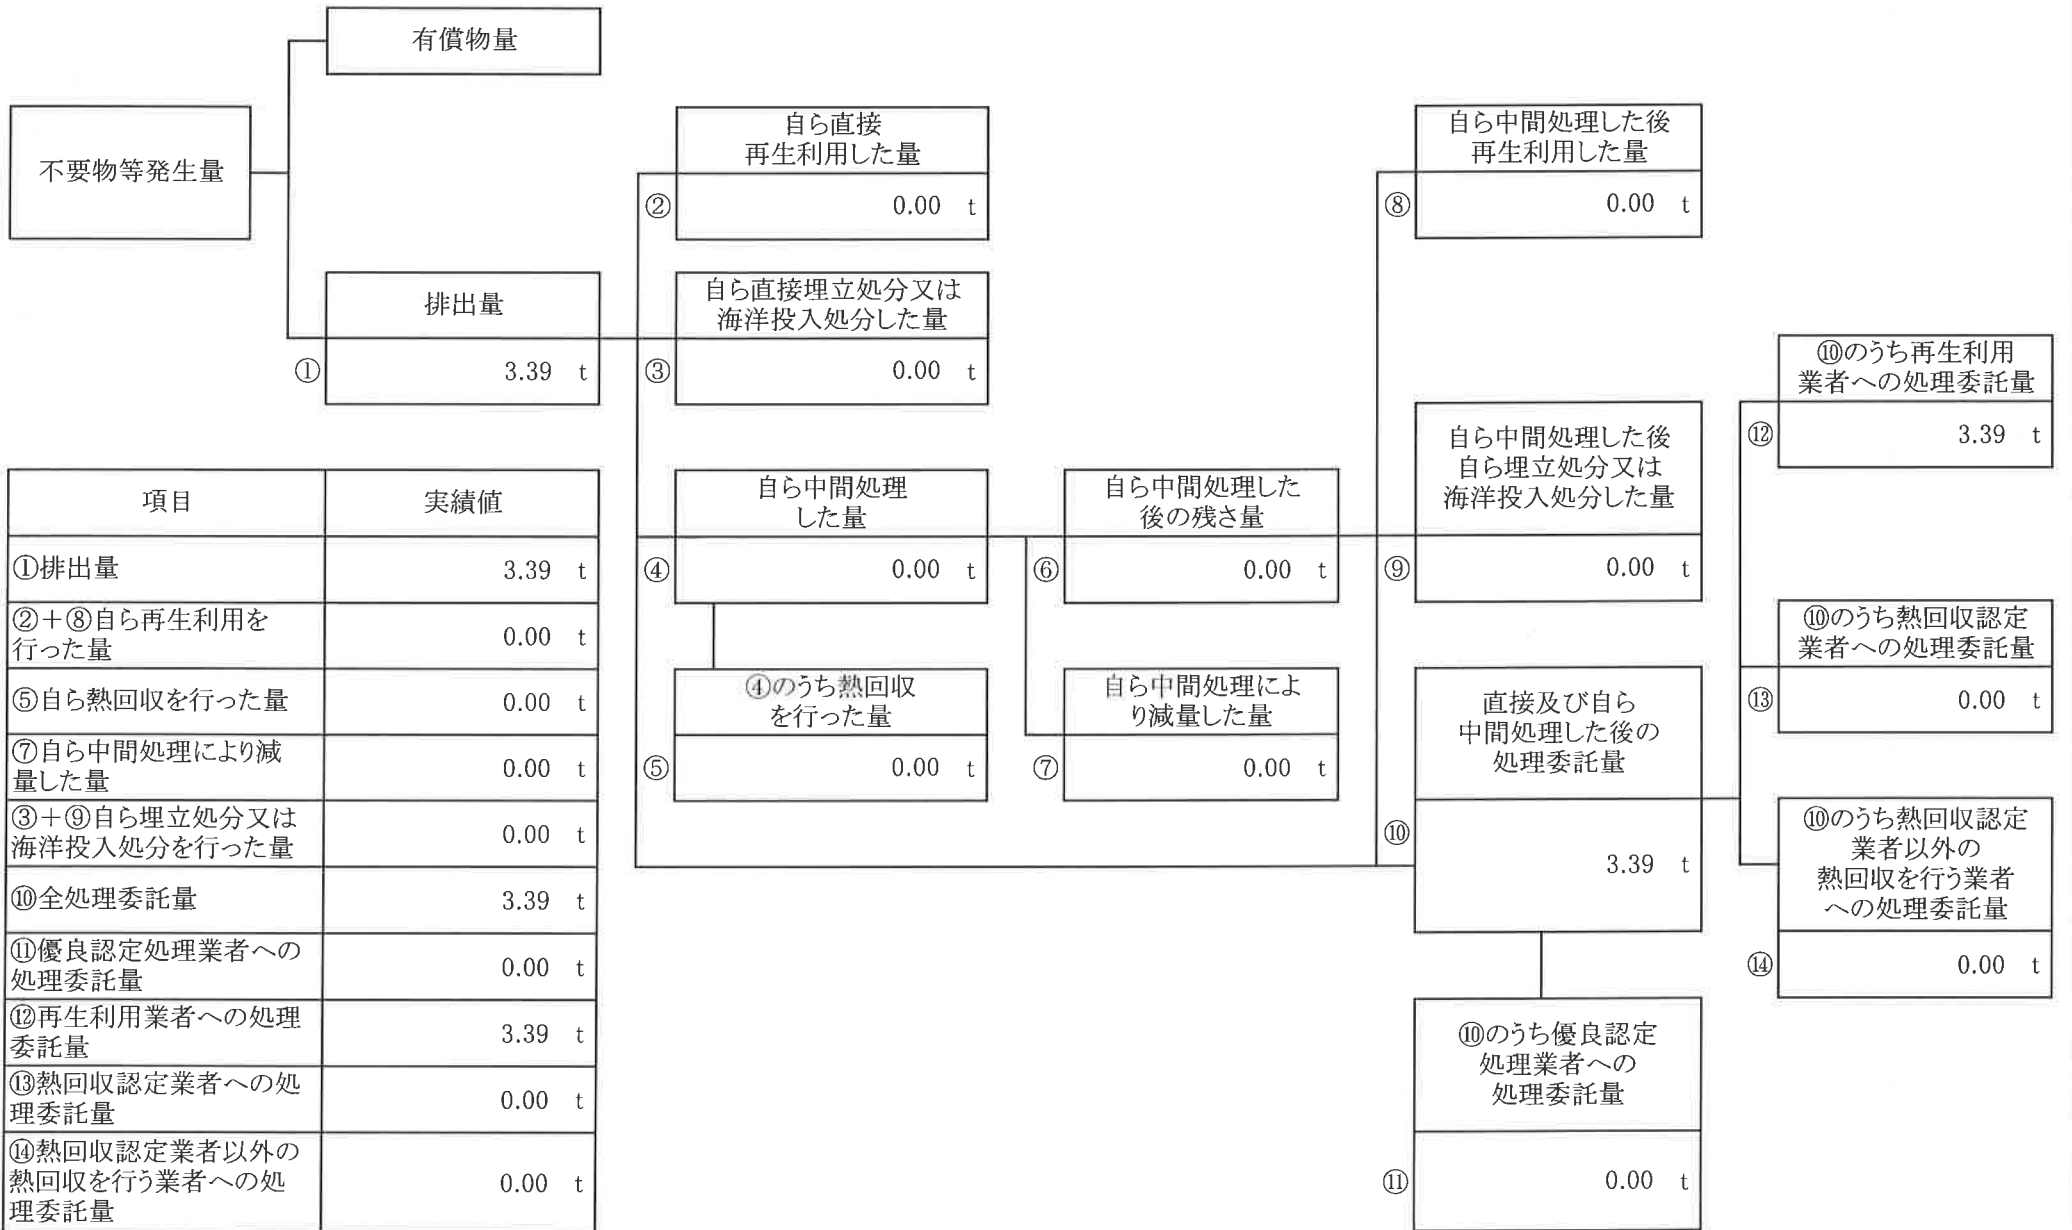 有償物量
不要物等発生量
排出量
① 3.39 t
自ら直接
再生利用した量
② 0.00 t
自ら直接埋立処分又は
海洋投入処分した量
③ 0.00 t
自ら中間処理
した量
④ 0.00 t
④のうち熱回収
を行った量
⑤ 0.00 t
自ら中間処理した
後の残さ量
⑥ 0.00 t
自ら中間処理によ
り減量した量
⑦ 0.00 t
自ら中間処理した後
再生利用した量
⑧ 0.00 t
自ら中間処理した後
自ら埋立処分又は
海洋投入処分した量
⑨ 0.00 t
直接及び自ら
中間処理した後の
処理委託量
⑩ 3.39 t
⑩のうち優良認定
処理業者への
処理委託量
⑪ 0.00 t
⑩のうち再生利用
業者への処理委託量
⑫ 3.39 t
⑩のうち熱回収認定
業者への処理委託量
⑬ 0.00 t
⑩のうち熱回収認定
業者以外の
熱回収を行う業者
への処理委託量
⑭ 0.00 t
項目 実績値
①排出量 3.39 t
②+⑧自ら再生利用を
行った量 0.00 t
⑤自ら熱回収を行った量 0.00 t
⑦自ら中間処理により減
量した量 0.00 t
③+⑨自ら埋立処分又は
海洋投入処分を行った量 0.00 t
⑩全処理委託量 3.39 t
⑪優良認定処理業者への
処理委託量 0.00 t
⑫再生利用業者への処理
委託量 3.39 t
⑬熱回収認定業者への処
理委託量 0.00 t
⑭熱回収認定業者以外の
熱回収を行う業者への処
理委託量 0.00 t